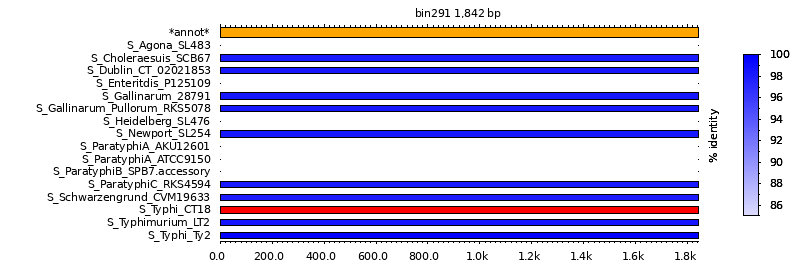 bin291 1,842 bp
*annot*
S_Agona_SL483
S_Choleraesuis_SCB67
S_Dublin_CT_02021853
S_Enteritdis_P125109
S_Gallinarum_28791
S_Gallinarum_Pullorum_RKS5078
S_Heidelberg_SL476
S_Newport_SL254
S_ParatyphiA_AKU12601
S_ParatyphiA_ATCC9150
S_ParatyphiB_SPB7.accessory
S_ParatyphiC_RKS4594
S_Schwarzengrund_CVM19633
S_Typhi_CT18
S_Typhimurium_LT2
S_Typhi_Ty2
0.0 200.0 400.0 600.0 800.0 1.0k 1.2k 1.4k 1.6k 1.8k
% identity
100
98
96
94
92
90
88
86